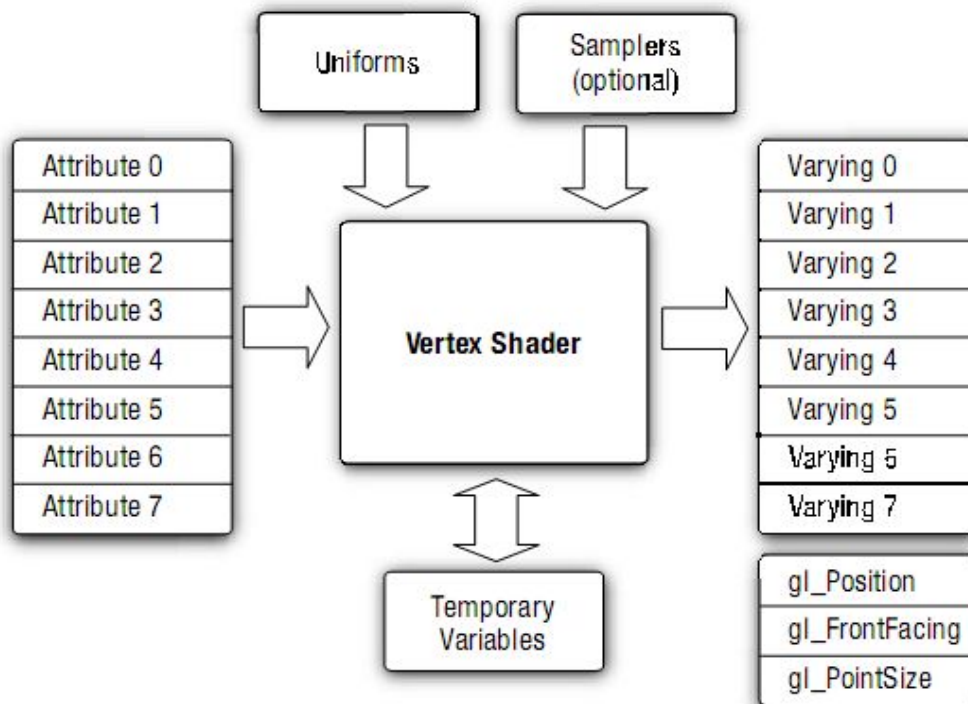 Uniforms
Samplers
(optional)
Attribute 0
Attribute 1
Attribute 2
Attribute 3
Attribute 4
Attribute 5
Attribute 6
Attribute 7
Vertex Shader
Varying 0
Varying 1
Varying 2
Varying 3
Varying 4
Varying 5
Varying 6
Varying 7
Temporary
Variables
gl_Position
gl_FrontFacing
gl_PointSize